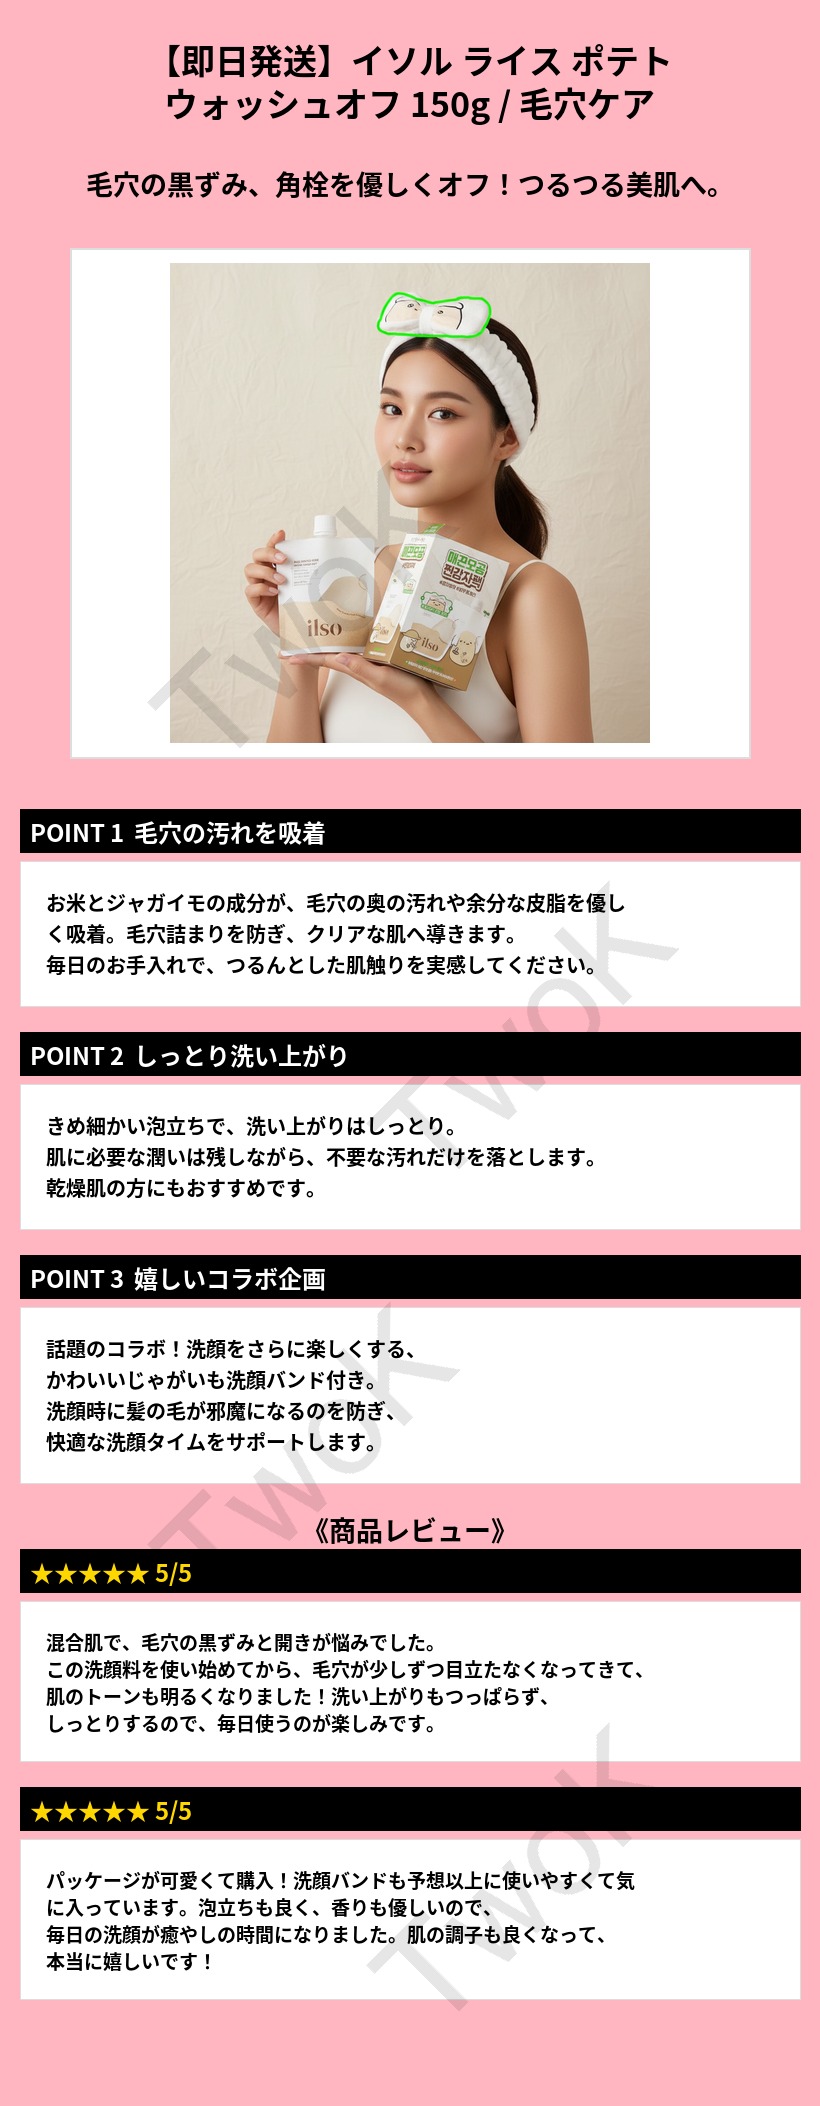 【即日発送】イソル ライス ポテト
ウォッシュオフ 150g / 毛穴ケア
毛穴の黒ずみ、角栓を優しくオフ！つるつる美肌へ。
ilso
매끈모공
찐감자팩
ilso
TwoK
POINT 1 毛穴の汚れを吸着
お米とジャガイモの成分が、毛穴の奥の汚れや余分な皮脂を優し
く吸着。毛穴詰まりを防ぎ、クリアな肌へ導きます。
毎日のお手入れで、つるんとした肌触りを実感してください。
TwoK
POINT 2 しっとり洗い上がり
きめ細かい泡立ちで、洗い上がりはしっとり。
肌に必要な潤いは残しながら、不要な汚れだけを落とします。
乾燥肌の方にもおすすめです。
POINT 3 嬉しいコラボ企画
話題のコラボ！洗顔をさらに楽しくする、
かわいいじゃがいも洗顔バンド付き。
洗顔時に髪の毛が邪魔になるのを防ぎ、
快適な洗顔タイムをサポートします。
TwoK
《商品レビュー》
★★★★★ 5/5
混合肌で、毛穴の黒ずみと開きが悩みでした。
この洗顔料を使い始めてから、毛穴が少しずつ目立たなくなってきて、
肌のトーンも明るくなりました！洗い上がりもつっぱらず、
しっとりするので、毎日使うのが楽しみです。
★★★★★ 5/5
パッケージが可愛くて購入！洗顔バンドも予想以上に使いやすくて気
に入っています。泡立ちも良く、香りも優しいので、
毎日の洗顔が癒やしの時間になりました。肌の調子も良くなって、
本当に嬉しいです！
TwoK